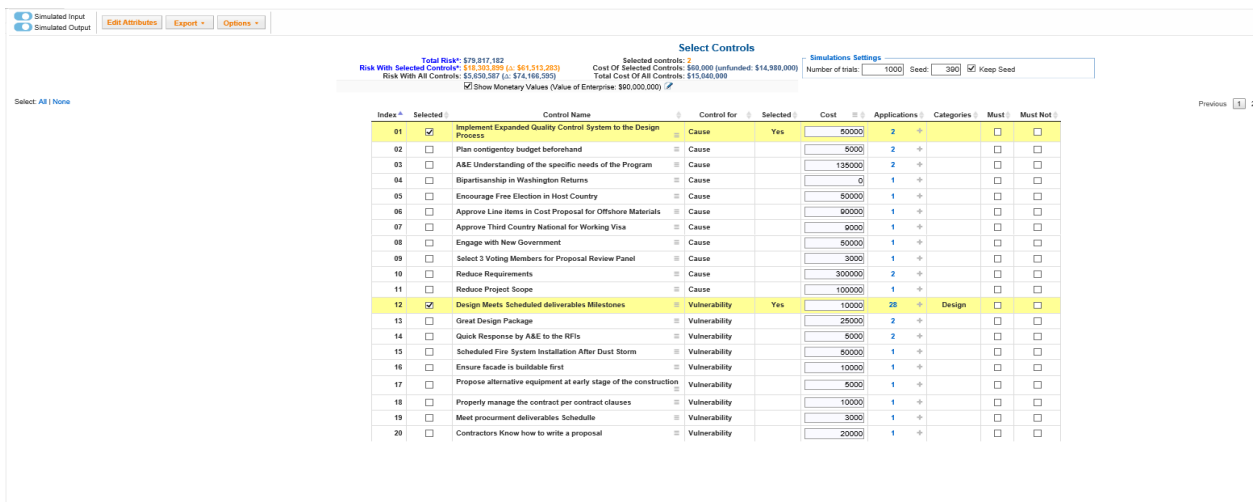 Simulated Input
Simulated Output
Edit Attributes Export Options
Select Controls
Total Risk*: $79,817,182 Selected controls: 2
Risk With Selected Controls*: $18,303,899 (Δ: $61,513,283) Cost Of Selected Controls: $60,000 (unfunded: $14,980,000)
Risk With All Controls: $5,650,587 (Δ: $74,166,595) Total Cost Of All Controls: $15,040,000
Simulations Settings
Number of trials: 1000 Seed: 390 Keep Seed
Show Monetary Values (Value of Enterprise: $90,000,000)
Select: All | None
Previous 1 2
Index Selected Control Name Control for Selected Cost Applications Categories Must Must Not
01 Implement Expanded Quality Control System to the Design Process Cause Yes 50000 2
02 Plan contigentcy budget beforehand Cause 5000 2
03 A&E Understanding of the specific needs of the Program Cause 135000 2
04 Bipartisanship in Washington Returns Cause 0 1
05 Encourage Free Election in Host Country Cause 50000 1
06 Approve Line items in Cost Proposal for Offshore Materials Cause 90000 1
07 Approve Third Country National for Working Visa Cause 9000 1
08 Engage with New Government Cause 50000 1
09 Select 3 Voting Members for Proposal Review Panel Cause 3000 1
10 Reduce Requirements Cause 300000 2
11 Reduce Project Scope Cause 100000 1
12 Design Meets Scheduled deliverables Milestones Vulnerability Yes 10000 28 Design
13 Great Design Package Vulnerability 25000 2
14 Quick Response by A&E to the RFIs Vulnerability 5000 2
15 Scheduled Fire System Installation After Dust Storm Vulnerability 50000 1
16 Ensure facade is buildable first Vulnerability 10000 1
17 Propose alternative equipment at early stage of the construction Vulnerability 5000 1
18 Properly manage the contract per contract clauses Vulnerability 10000 1
19 Meet procurment deliverables Schedulle Vulnerability 3000 1
20 Contractors Know how to write a proposal Vulnerability 20000 1